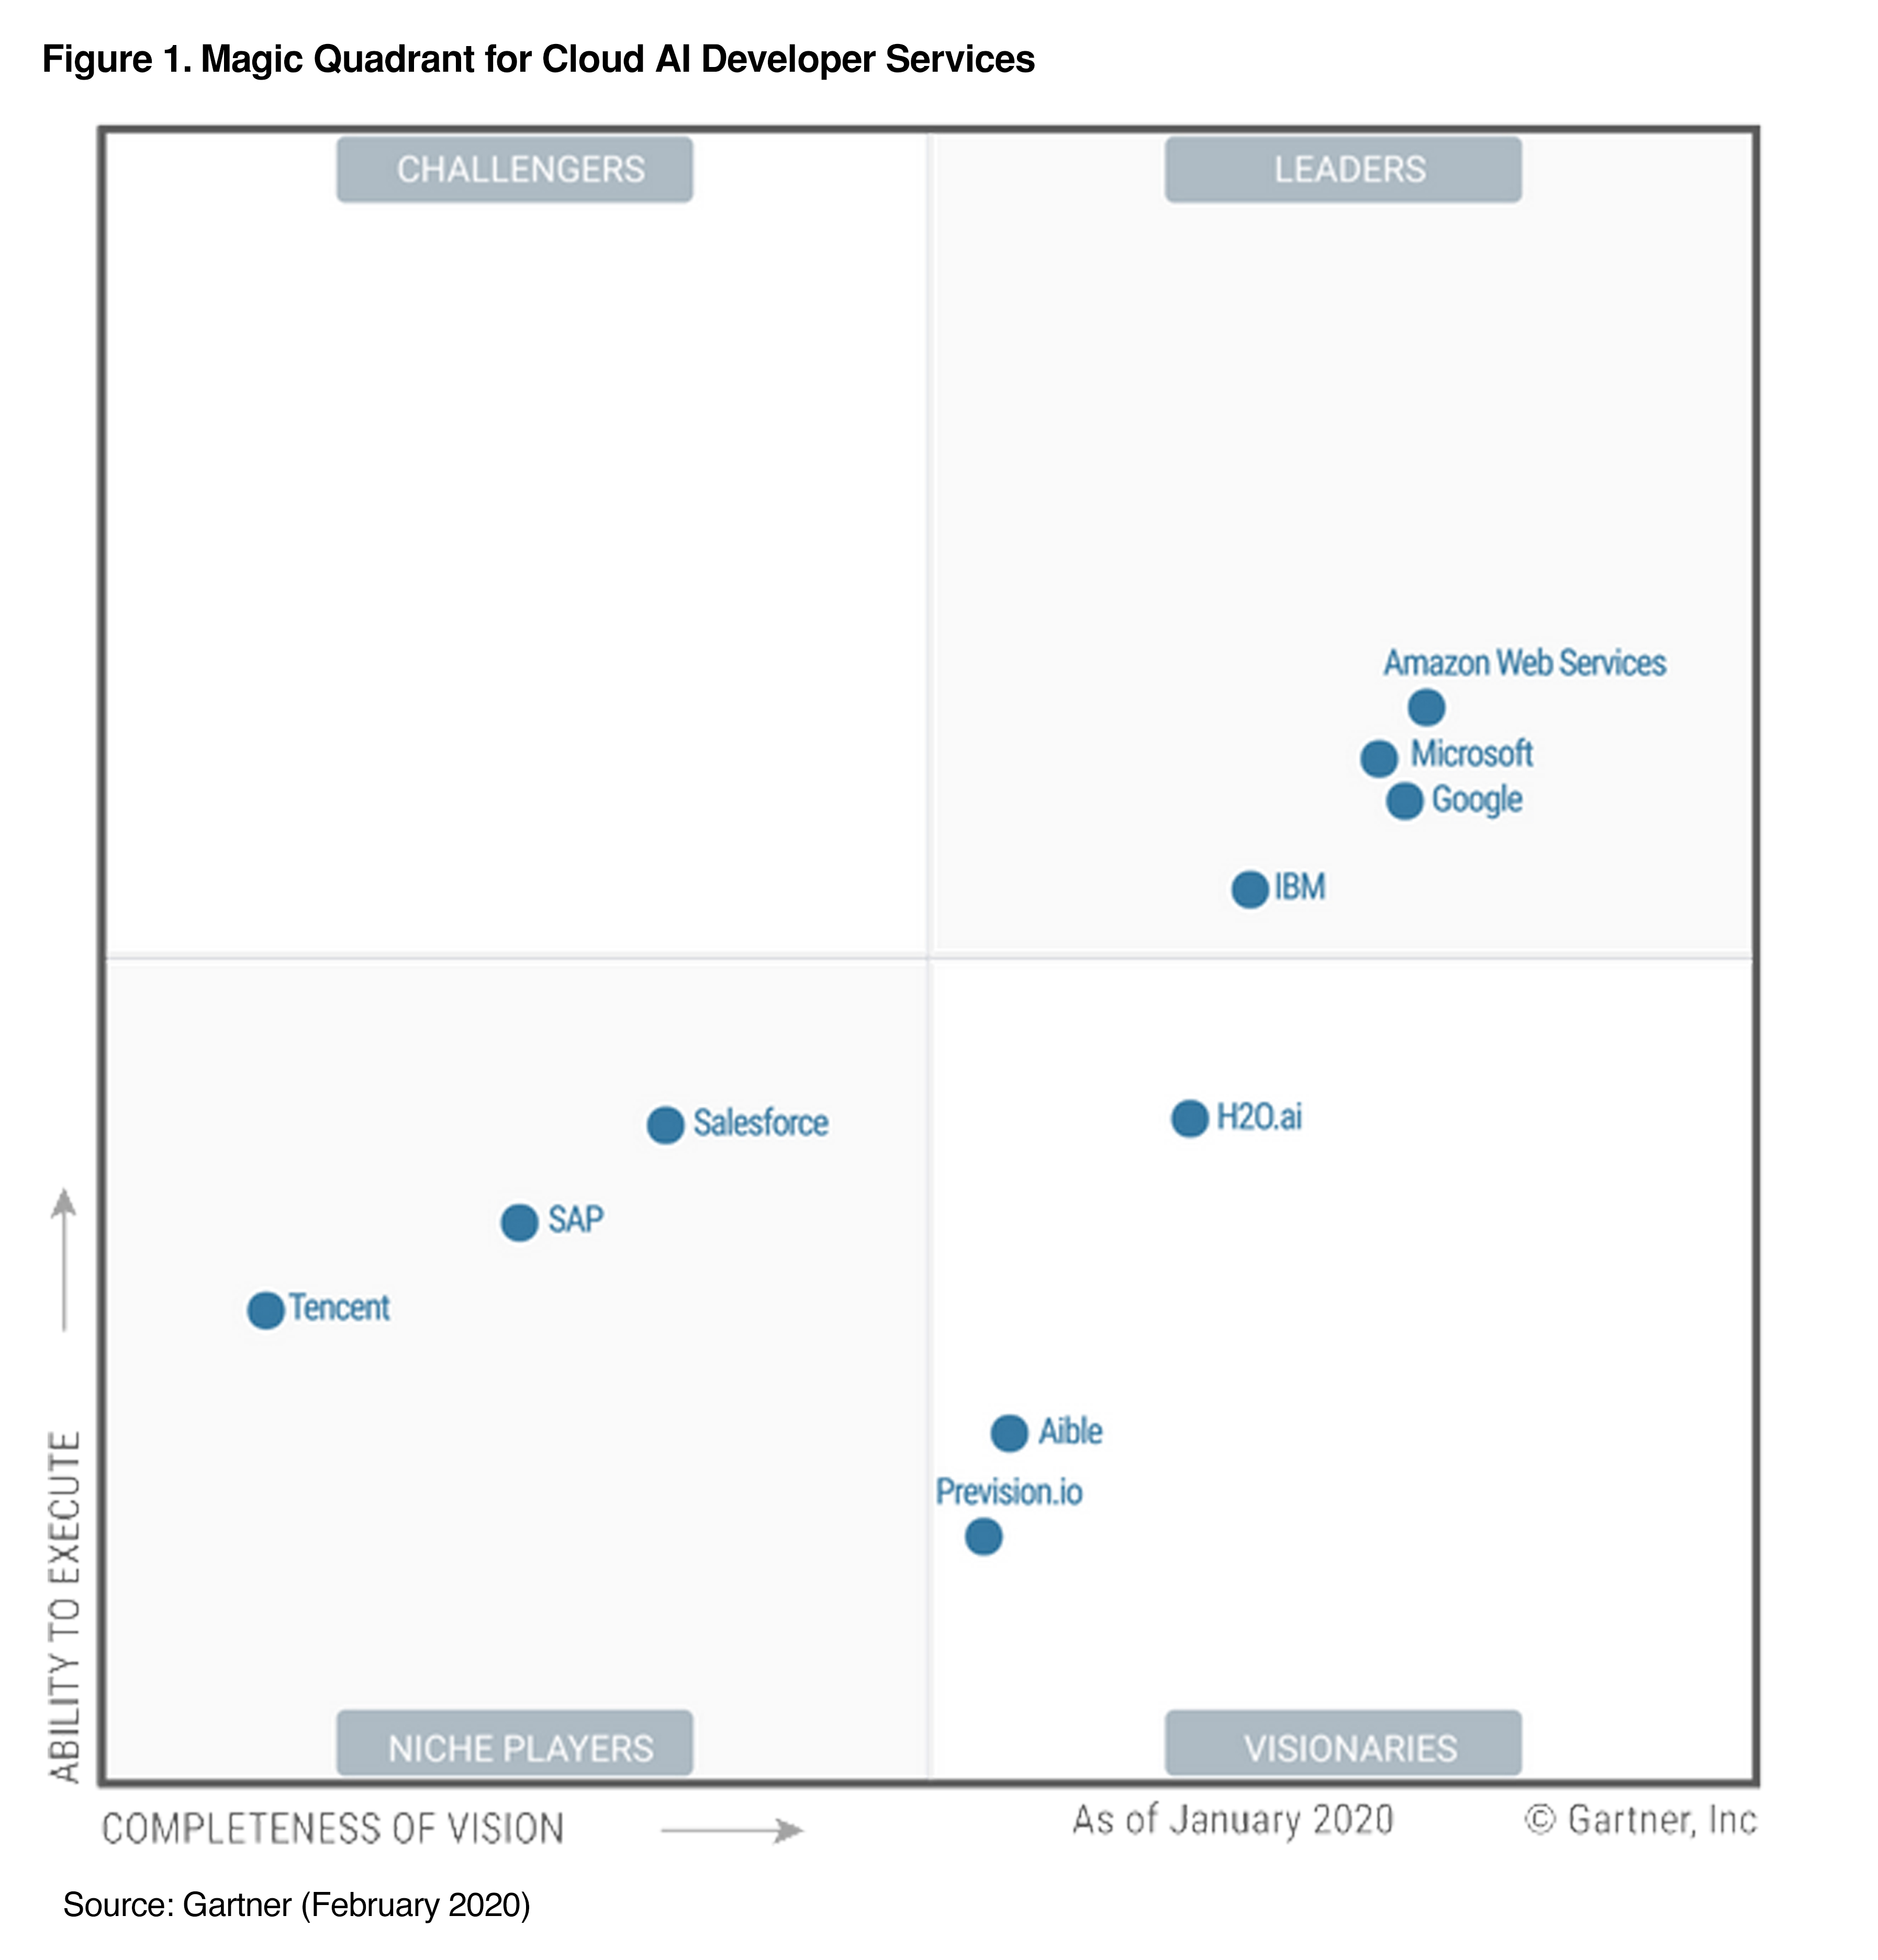 Figure 1. Magic Quadrant for Cloud AI Developer Services
CHALLENGERS
LEADERS
Amazon Web Services
Microsoft
Google
IBM
Salesforce
H2O.ai
SAP
Tencent
Aible
Prevision.io
NICHE PLAYERS
VISIONARIES
ABILITY TO EXECUTE
COMPLETENESS OF VISION
As of January 2020
© Gartner, Inc
Source: Gartner (February 2020)